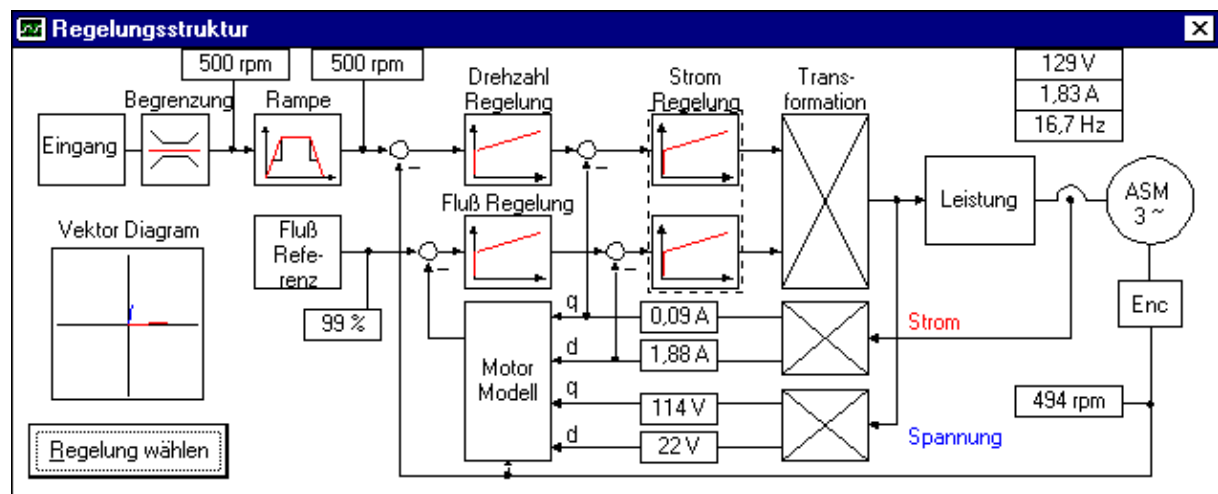 Regelungsstruktur
500 rpm
500 rpm
129 V
1,83 A
16,7 Hz
Begrenzung
Rampe
Drehzahl
Regelung
Strom
Regelung
Trans-
formation
Eingang
Leistung
ASM
3 ~
Vektor Diagram
Fluß
Refe-
renz
Fluß Regelung
99 %
Enc
q
0,09 A
Strom
d
1,88 A
Motor
Modell
q
114 V
494 rpm
d
22 V
Spannung
Regelung wählen